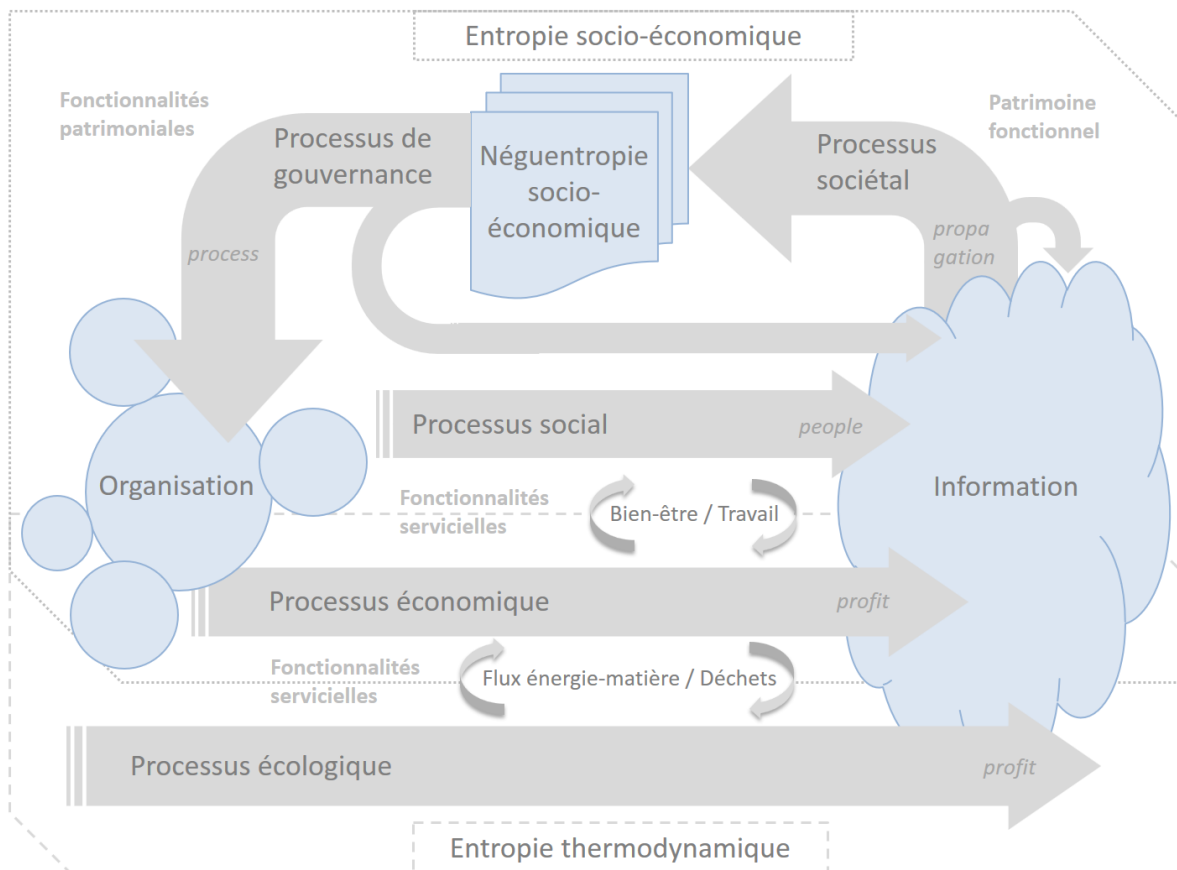 Entropie socio-économique
Fonctionnalités
patrimoniales
Patrimoine
fonctionnel
Processus de
gouvernance
Néguentropie
socio-
économique
Processus
sociétal
process
propa
gation
Processus social
people
Organisation
Information
Fonctionnalités
servicielles
Bien-être / Travail
Processus économique
profit
Fonctionnalités
servicielles
Flux énergie-matière / Déchets
Processus écologique
profit
Entropie thermodynamique